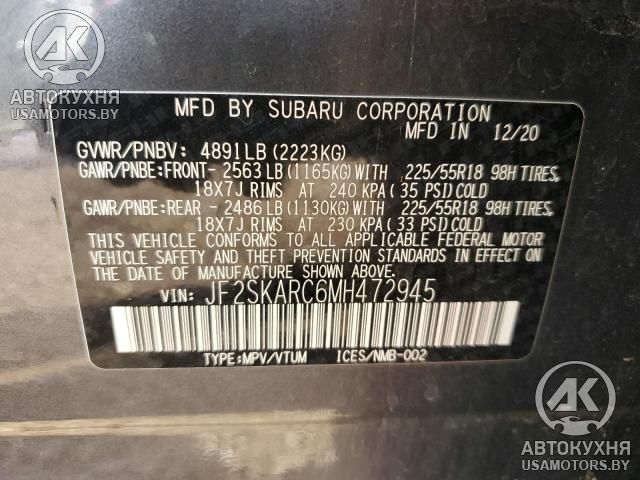 АК
АВТОКУХНЯ
USAMOTORS.BY
MFD BY SUBARU CORPORATION
MFD IN 12/20
GVWR/PNBV: 4891LB (2223KG)
GAWR/PNBE:FRONT- 2563LB (1165KG)WITH 225/55R18 98H TIRES,
18X7J RIMS AT 240 KPA (35 PSI)COLD
GAWR/PNBE:REAR - 2486LB (1130KG)WITH 225/55R18 98H TIRES,
18X7J RIMS AT 230 KPA (33 PSI)COLD
THIS VEHICLE CONFORMS TO ALL APPLICABLE FEDERAL MOTOR
VEHICLE SAFETY AND THEFT PREVENTION STANDARDS IN EFFECT
ON THE DATE OF MANUFACTURE SHOWN ABOVE.
VIN: JF2SKARC6MH472945
TYPE:MPV/VTUM ICES/NMB-002
АК
АВТОКУХНЯ
USAMOTORS.BY